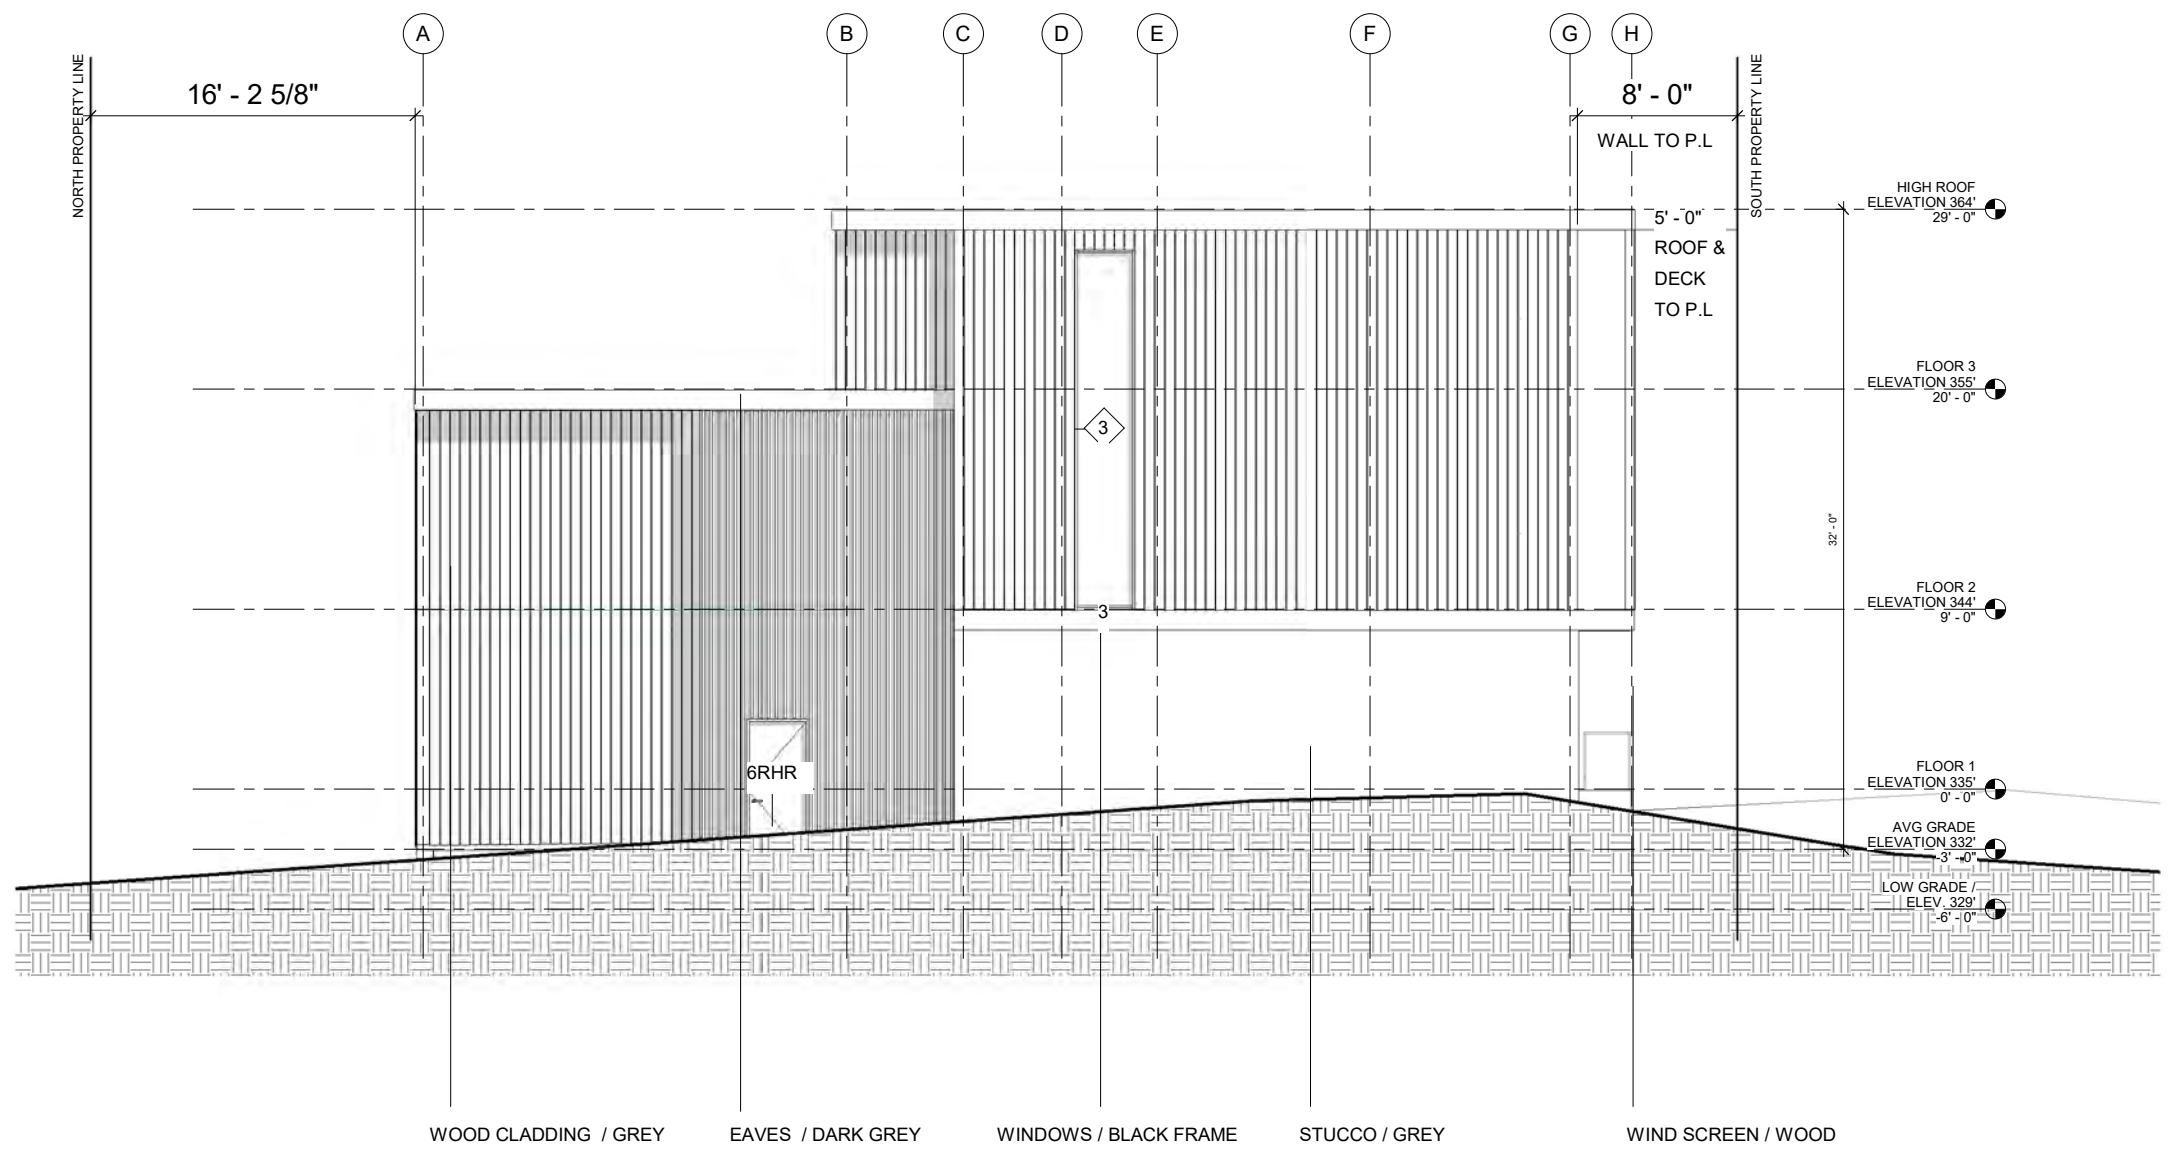 A
B
C
D
E
F
G
H
NORTH PROPERTY LINE
16' - 2 5/8"
8' - 0"
WALL TO P.L
SOUTH PROPERTY LINE
HIGH ROOF
ELEVATION 364'
29' - 0"
5' - 0"
ROOF &
DECK
TO P.L
FLOOR 3
ELEVATION 355'
20' - 0"
3
32' - 0"
FLOOR 2
ELEVATION 344'
9' - 0"
3
6RHR
FLOOR 1
ELEVATION 335'
0' - 0"
AVG GRADE
ELEVATION 332'
-3' - 0"
LOW GRADE /
ELEV. 329'
-6' - 0"
WOOD CLADDING / GREY
EAVES / DARK GREY
WINDOWS / BLACK FRAME
STUCCO / GREY
WIND SCREEN / WOOD